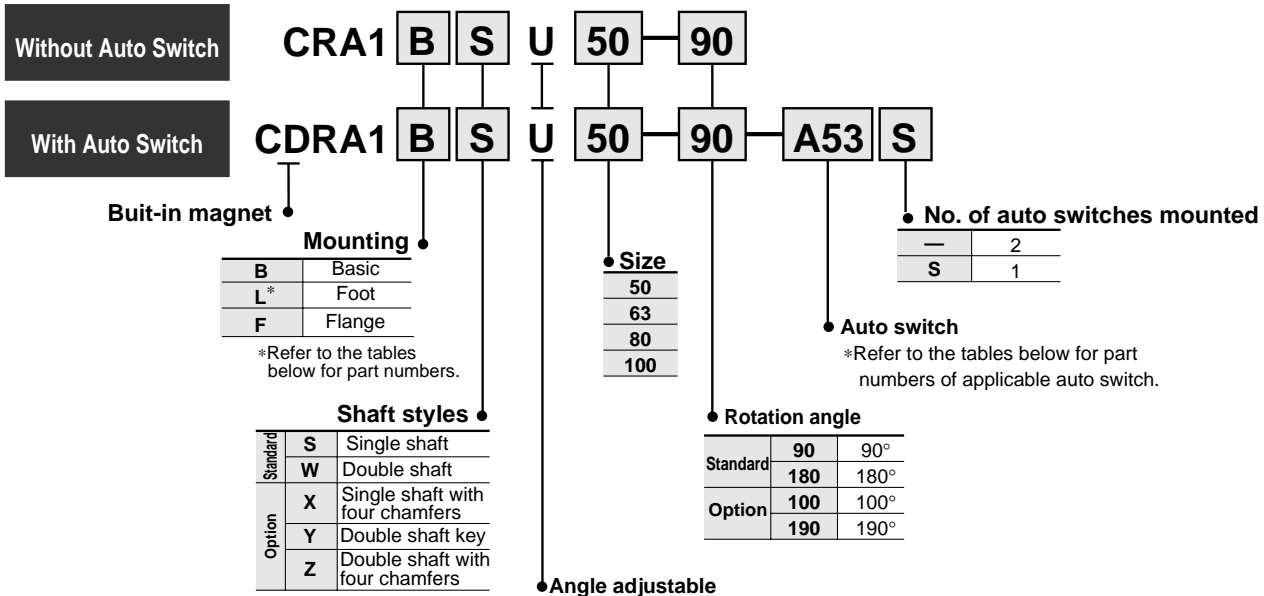 Without Auto Switch
CRA1 B S U 50 — 90
With Auto Switch
CDRA1 B S U 50 — 90 — A53 S
Buit-in magnet
Mounting
B Basic
L* Foot
F Flange
*Refer to the tables
below for part numbers.
Shaft styles
Standard
S Single shaft
W Double shaft
Option
X Single shaft with
four chamfers
Y Double shaft key
Z Double shaft with
four chamfers
Angle adjustable
Size
50
63
80
100
Rotation angle
Standard
90 90°
180 180°
Option
100 100°
190 190°
Auto switch
*Refer to the tables below for part
numbers of applicable auto switch.
No. of auto switches mounted
— 2
S 1